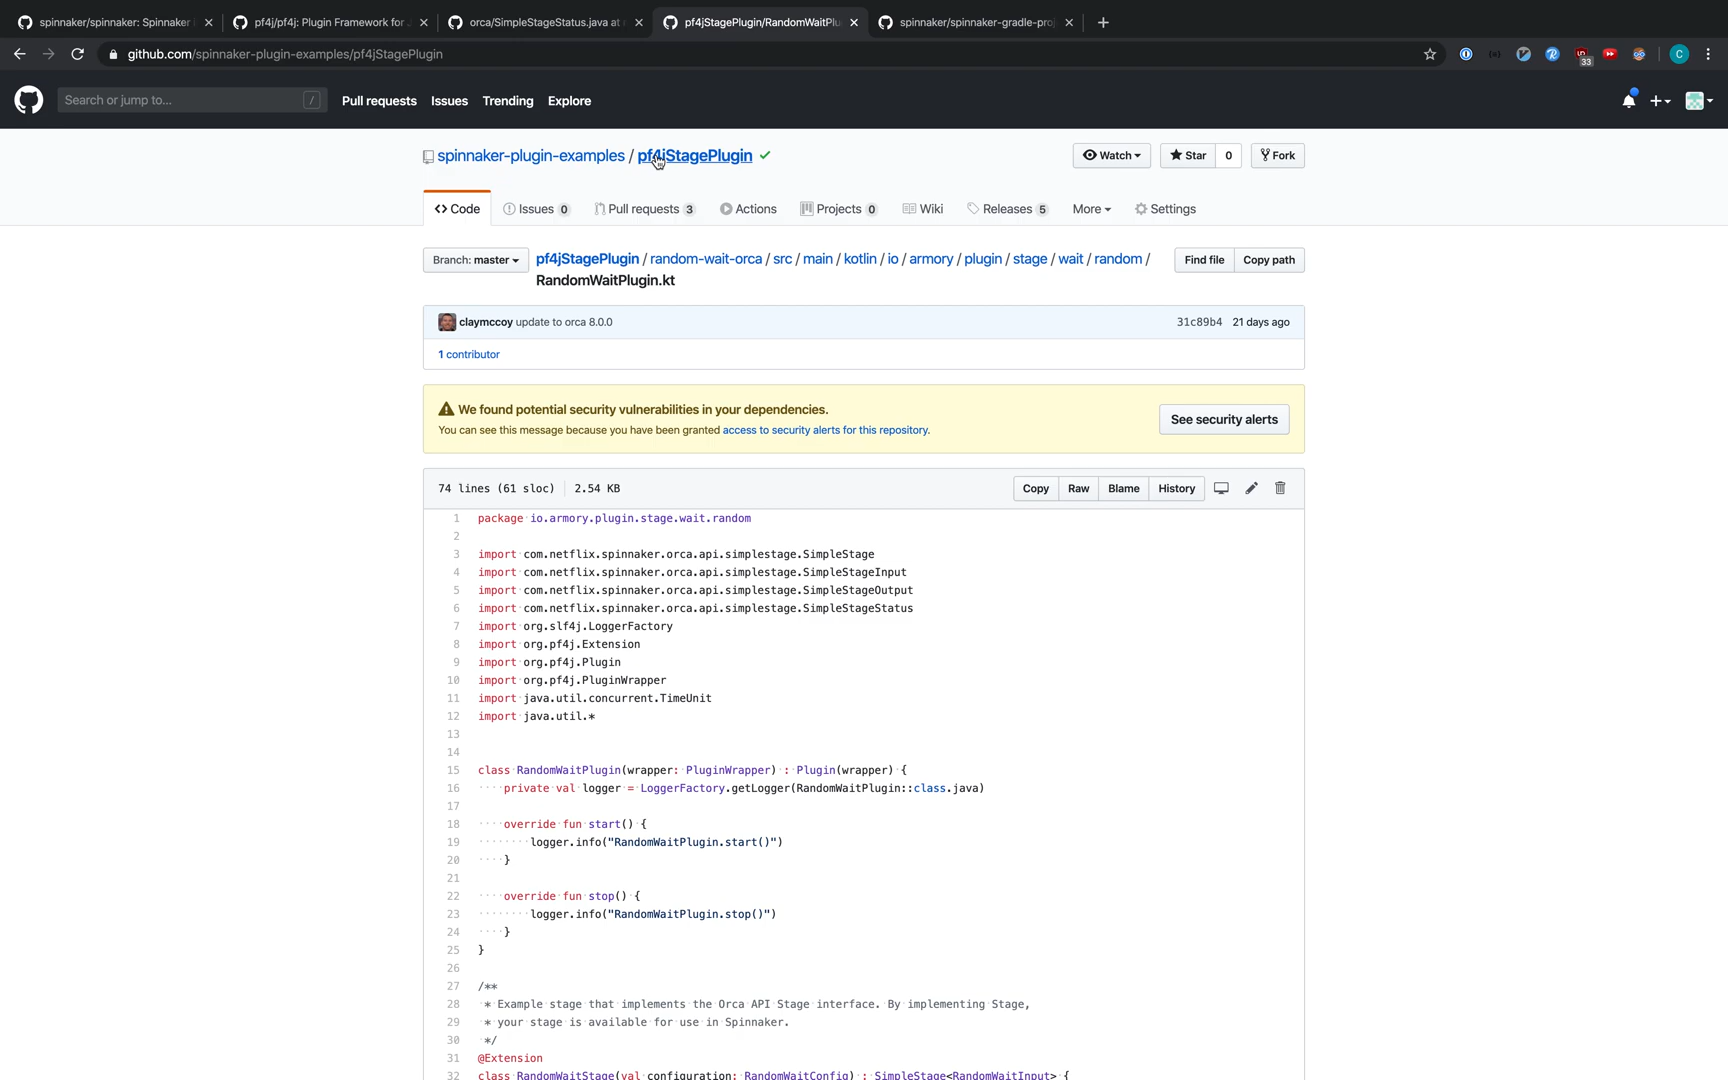 spinnaker/spinnaker: Spinnaker
pf4j/pf4j: Plugin Framework for J
orca/SimpleStageStatus.java at
pf4jStagePlugin/RandomWaitPlu
spinnaker/spinnaker-gradle-proj
github.com/spinnaker-plugin-examples/pf4jStagePlugin
33
C
Search or jump to... /
Pull requests Issues Trending Explore
spinnaker-plugin-examples / pf4jStagePlugin
Watch Star 0 Fork
Code Issues 0 Pull requests 3 Actions Projects 0 Wiki Releases 5 More Settings
Branch: master
pf4jStagePlugin / random-wait-orca / src / main / kotlin / io / armory / plugin / stage / wait / random /
RandomWaitPlugin.kt
Find file Copy path
claymccoy update to orca 8.0.0 31c89b4 21 days ago
1 contributor
We found potential security vulnerabilities in your dependencies.
You can see this message because you have been granted access to security alerts for this repository.
See security alerts
74 lines (61 sloc) 2.54 KB Copy Raw Blame History
1 package io.armory.plugin.stage.wait.random
2
3 import com.netflix.spinnaker.orca.api.simplestage.SimpleStage
4 import com.netflix.spinnaker.orca.api.simplestage.SimpleStageInput
5 import com.netflix.spinnaker.orca.api.simplestage.SimpleStageOutput
6 import com.netflix.spinnaker.orca.api.simplestage.SimpleStageStatus
7 import org.slf4j.LoggerFactory
8 import org.pf4j.Extension
9 import org.pf4j.Plugin
10 import org.pf4j.PluginWrapper
11 import java.util.concurrent.TimeUnit
12 import java.util.*
13
14
15 class RandomWaitPlugin(wrapper: PluginWrapper) : Plugin(wrapper) {
16 private val logger = LoggerFactory.getLogger(RandomWaitPlugin::class.java)
17
18 override fun start() {
19 logger.info("RandomWaitPlugin.start()")
20 }
21
22 override fun stop() {
23 logger.info("RandomWaitPlugin.stop()")
24 }
25 }
26
27 /**
28 * Example stage that implements the Orca API Stage interface. By implementing Stage,
29 * your stage is available for use in Spinnaker.
30 */
31 @Extension
32 class RandomWaitStage(val configuration: RandomWaitConfig) : SimpleStage<RandomWaitInput> {